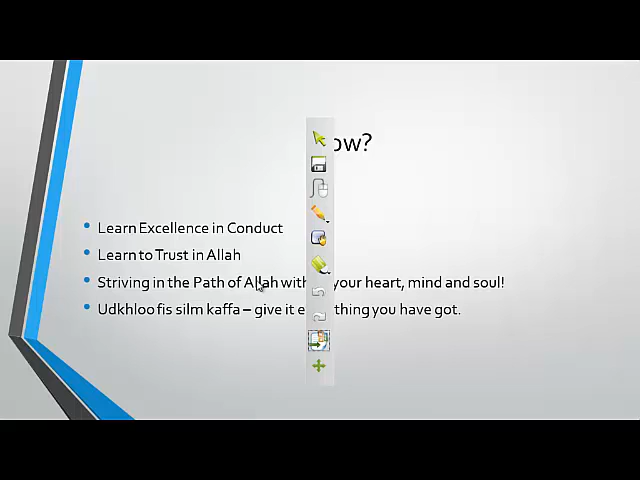 ow?
Learn Excellence in Conduct
Learn to Trust in Allah
Striving in the Path of Allah with your heart, mind and soul!
Udkhloo fis silm kaffa – give it e thing you have got.